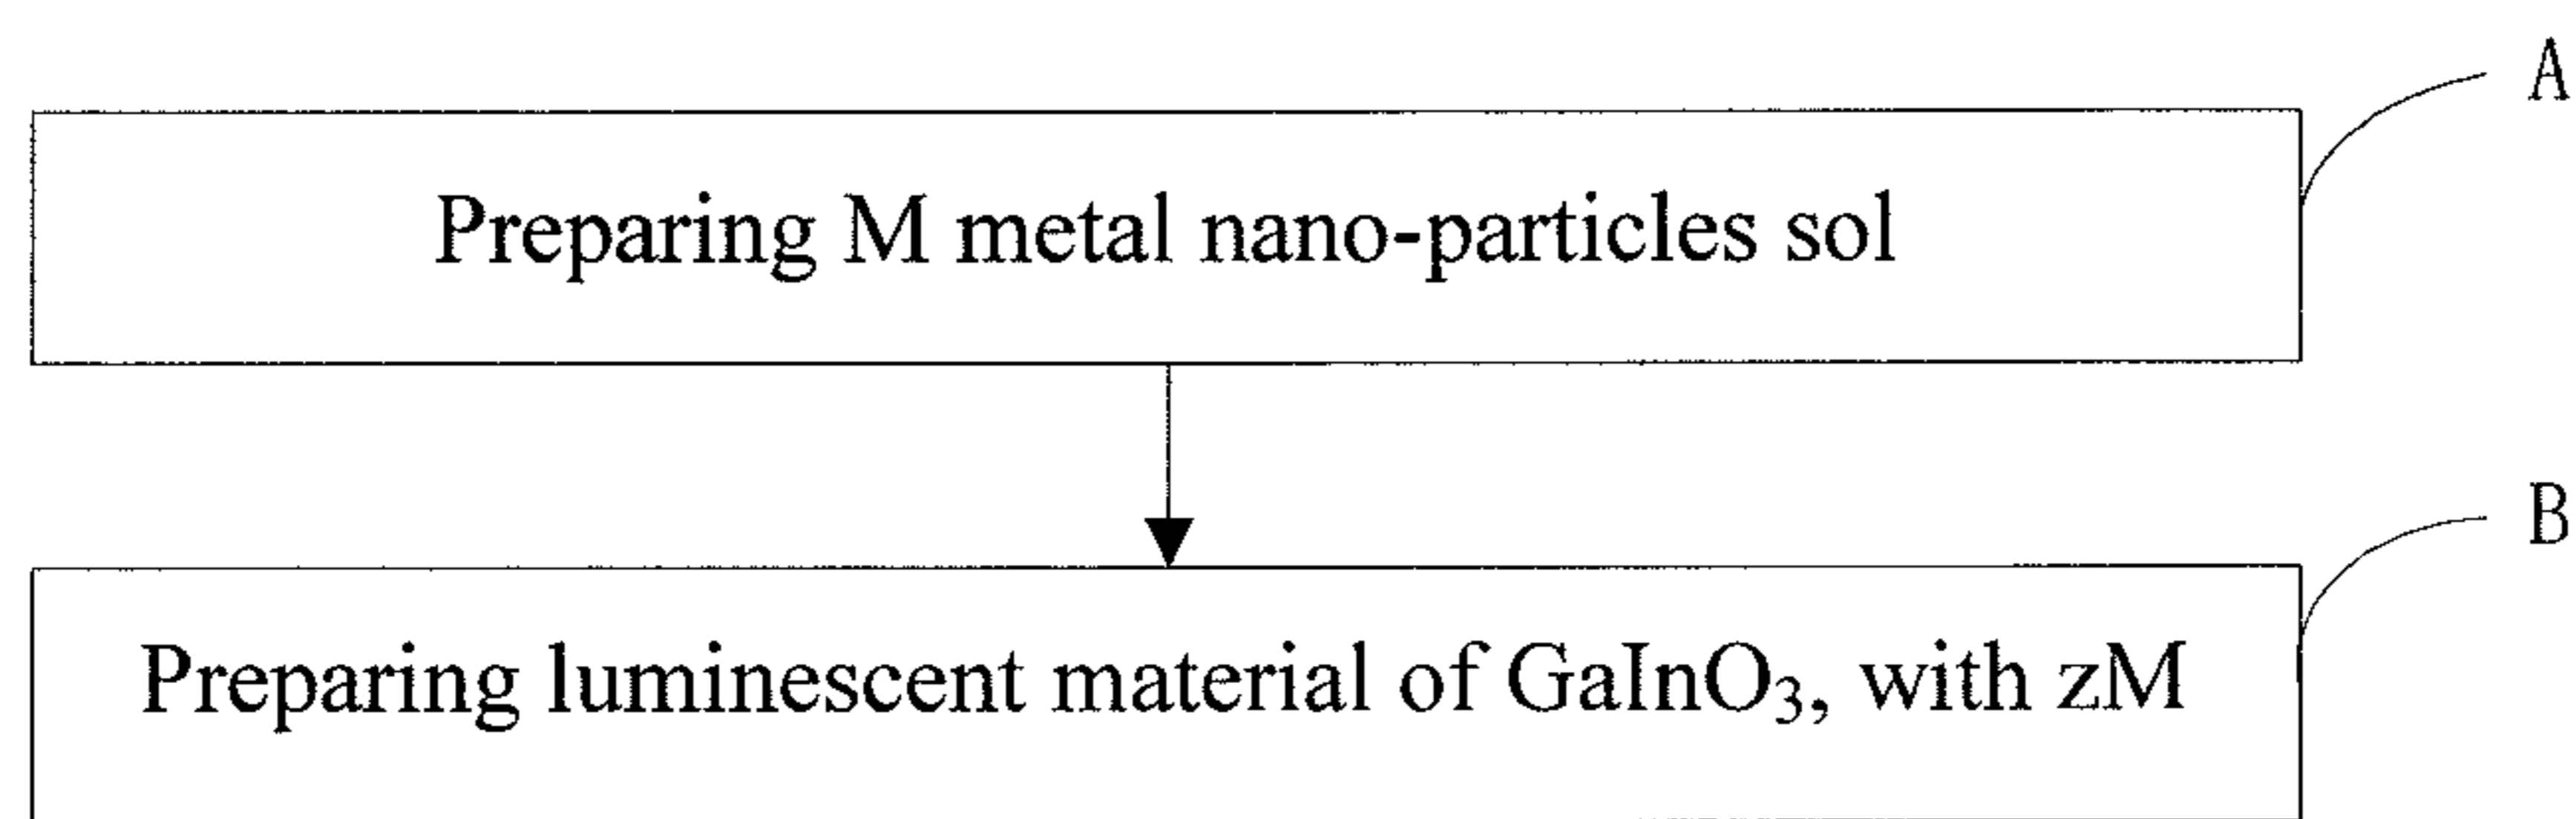 A
Preparing M metal nano-particles sol
B
Preparing luminescent material of GaInO₃, with zM